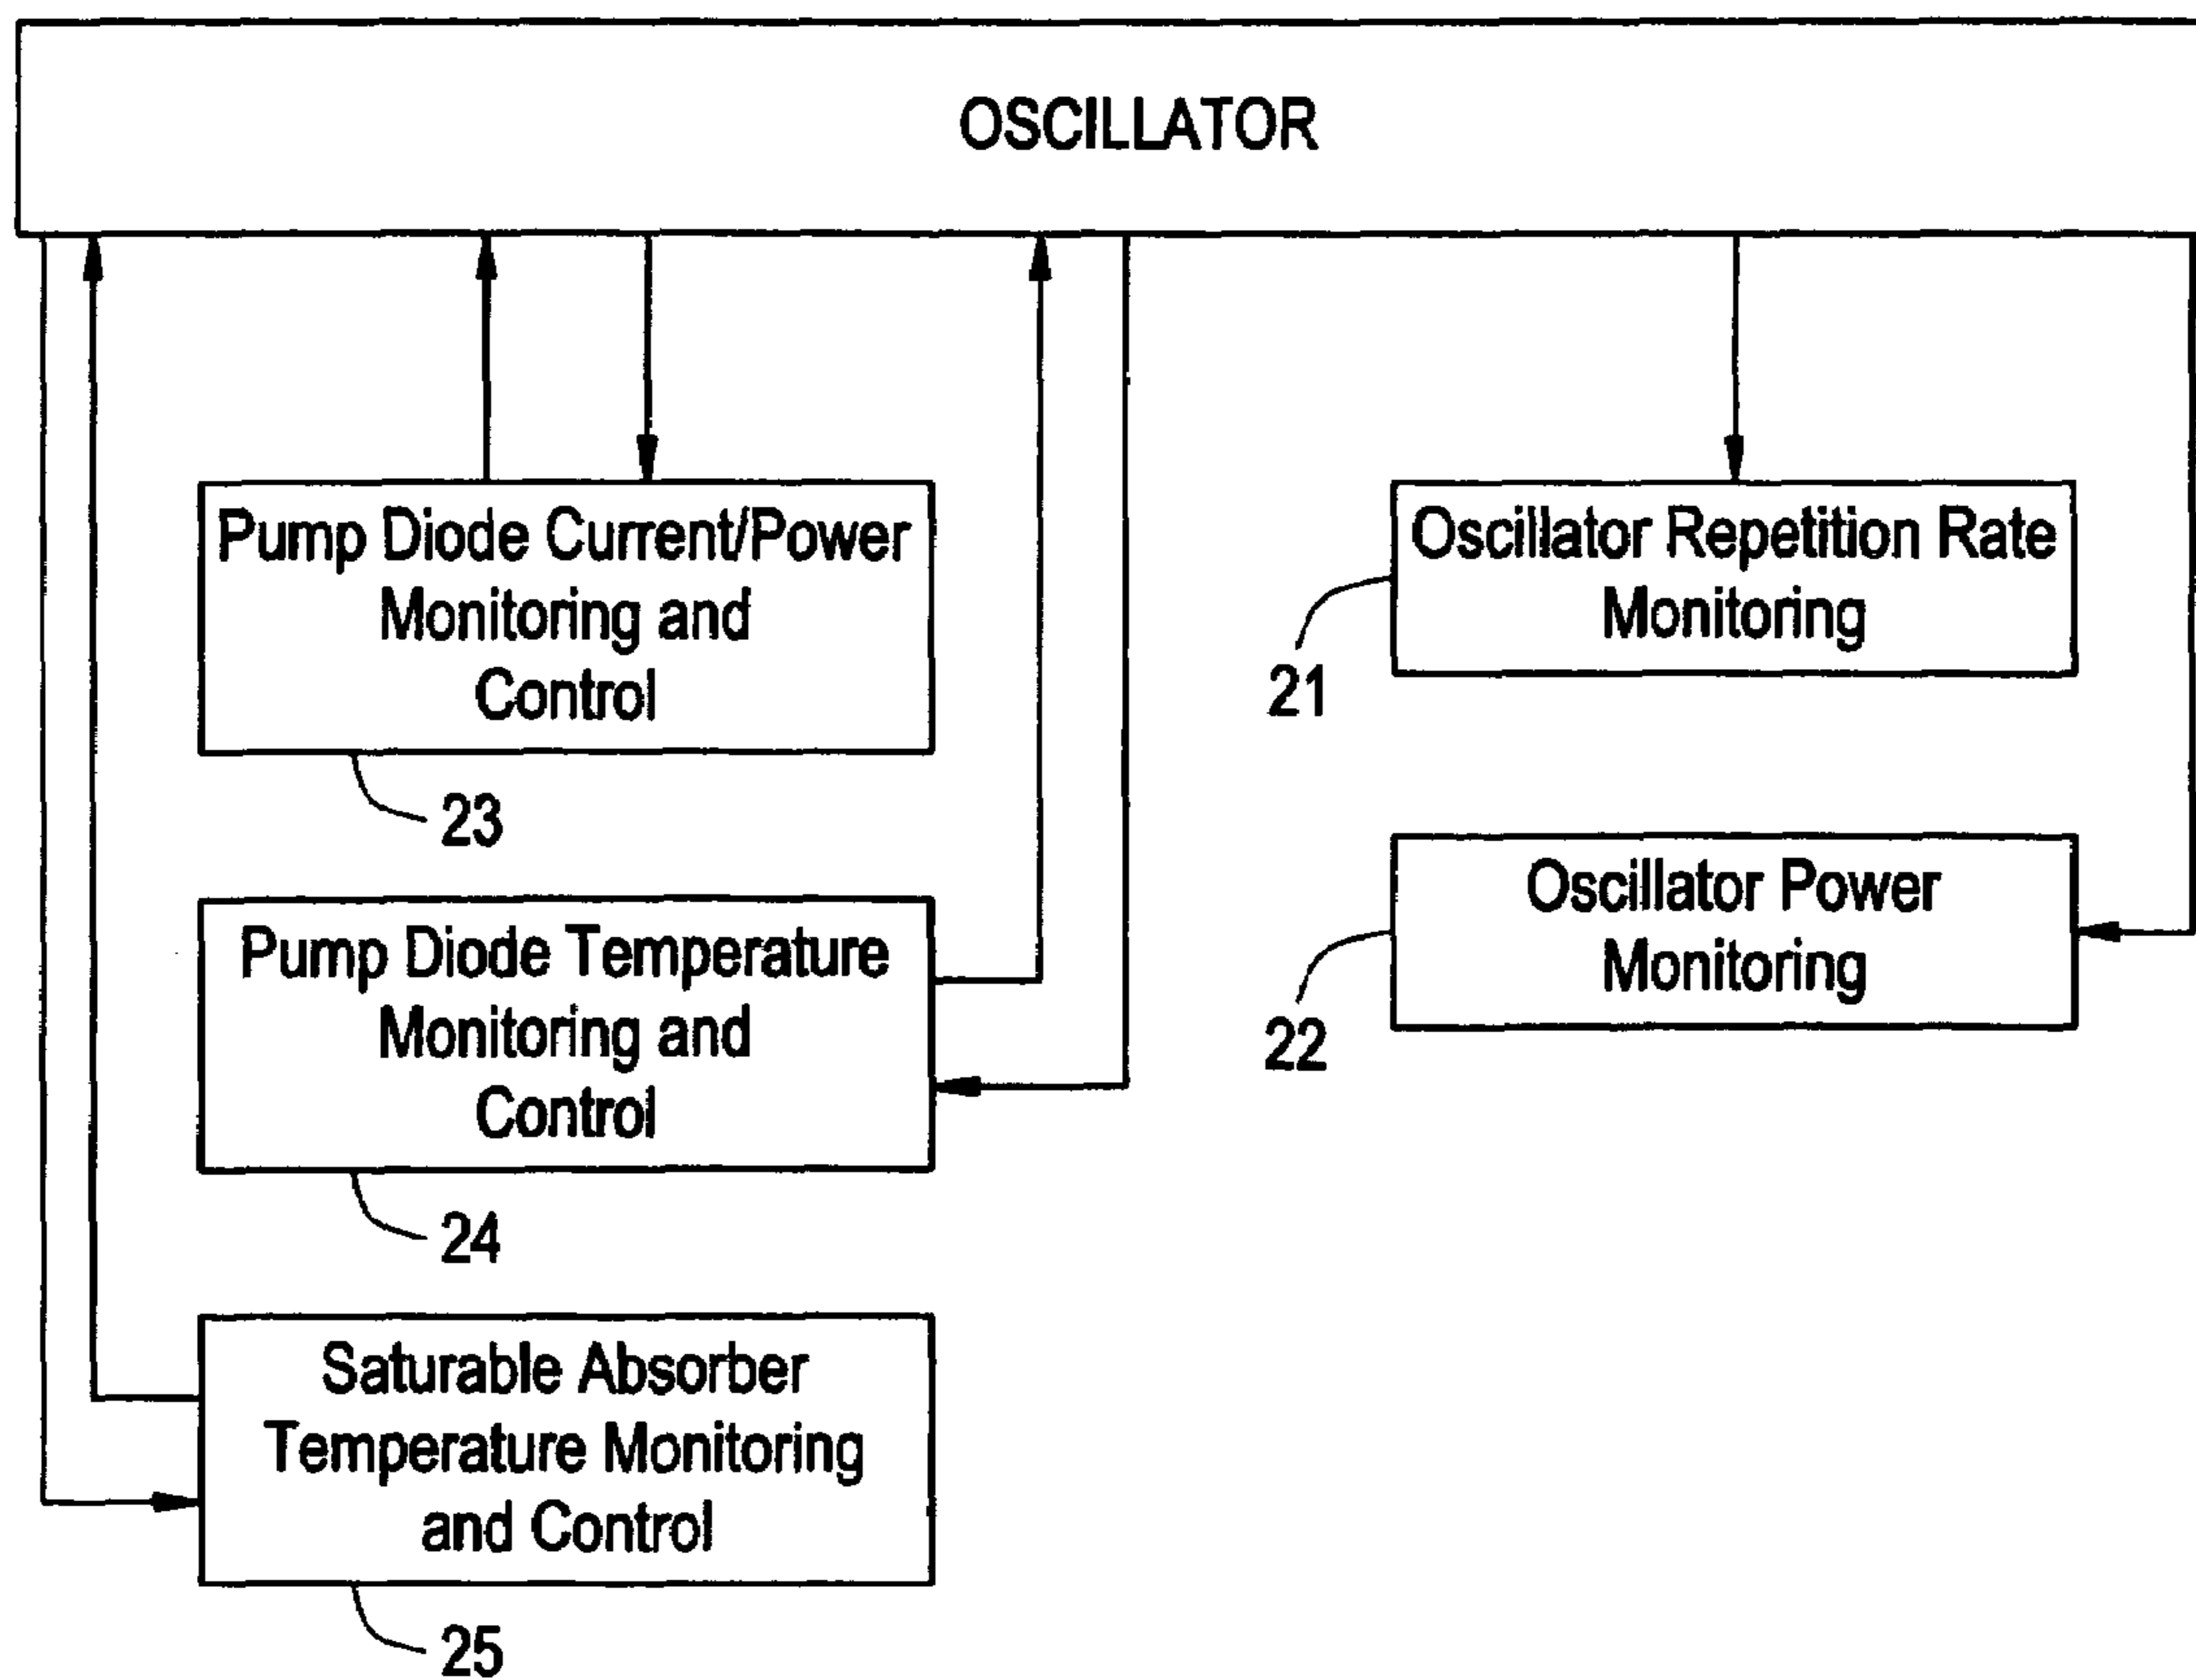 OSCILLATOR
Pump Diode Current/Power
Monitoring and
Control
23
Oscillator Repetition Rate
Monitoring
21
Oscillator Power
Monitoring
22
Pump Diode Temperature
Monitoring and
Control
24
Saturable Absorber
Temperature Monitoring
and Control
25